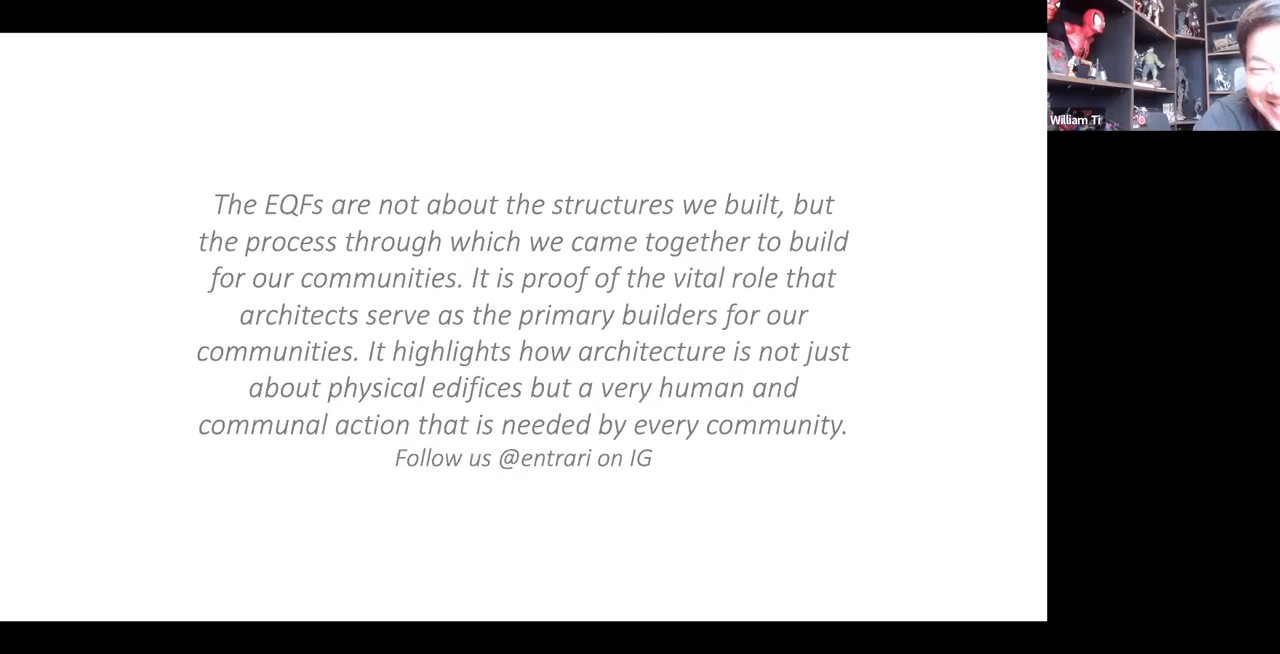 The EQFs are not about the structures we built, but
the process through which we came together to build
for our communities. It is proof of the vital role that
architects serve as the primary builders for our
communities. It highlights how architecture is not just
about physical edifices but a very human and
communal action that is needed by every community.
Follow us @entrari on IG
William Ti